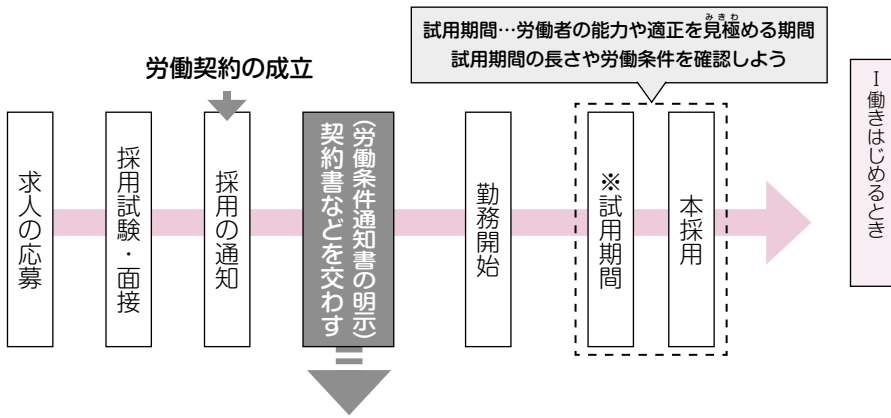 試用期間…労働者の能力や適正を見極める期間
みきわ
試用期間の長さや労働条件を確認しよう
労働契約の成立
求人の応募
採用試験・面接
採用の通知
(労働条件通知書の明示)
契約書などを交わす
勤務開始
※試用期間
本採用
Ⅰ働きはじめるとき